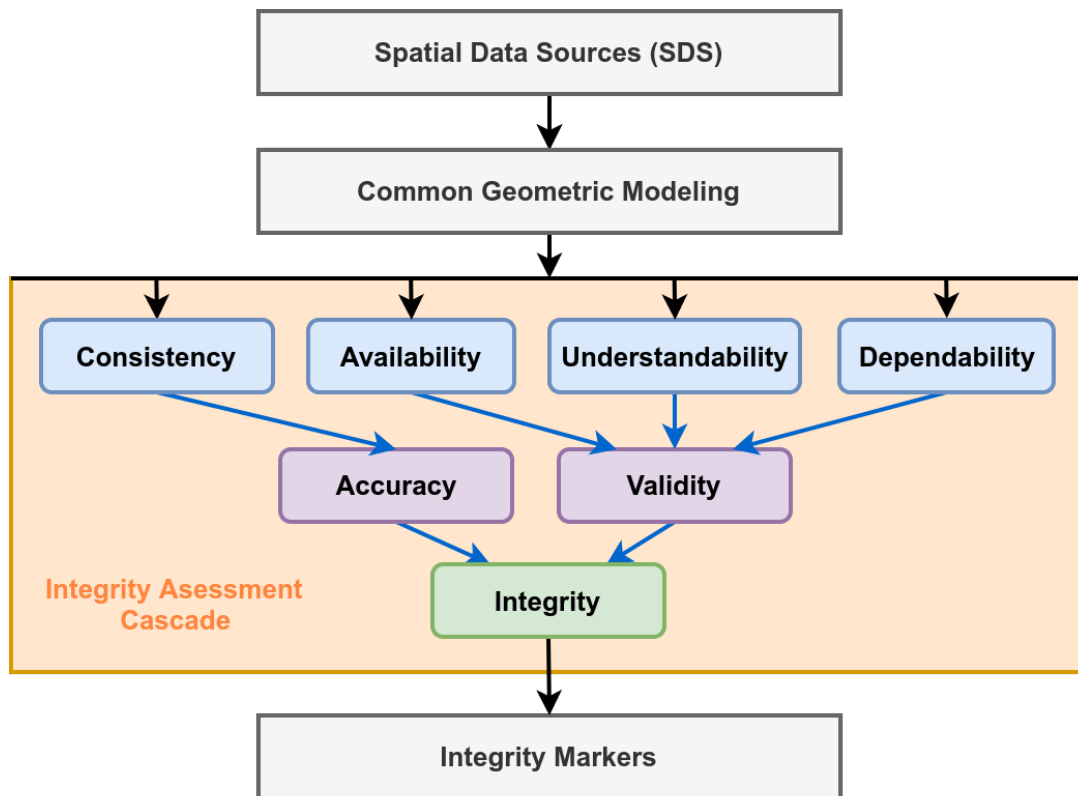 Spatial Data Sources (SDS)
Common Geometric Modeling
Consistency
Availability
Understandability
Dependability
Accuracy
Validity
Integrity Asessment
Cascade
Integrity
Integrity Markers